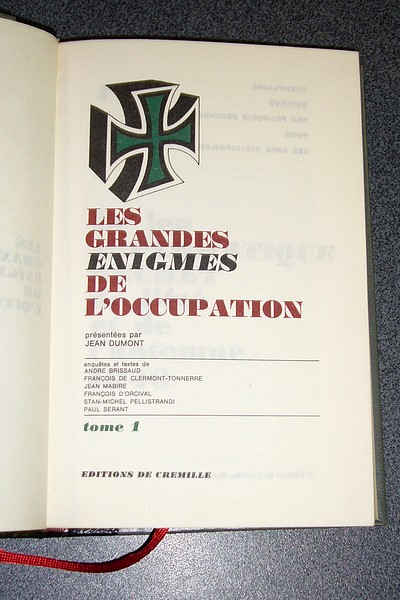 LES
GRANDES
ENIGMES
DE
L'OCCUPATION
présentées par
JEAN DUMONT
enquêtes et textes de
ANDRE BRISSAUD
FRANÇOIS DE CLERMONT-TONNERRE
JEAN MABIRE
FRANÇOIS D'ORCIVAL
STAN-MICHEL PELLISTRANDI
PAUL SERANT
tome 1
EDITIONS DE CREMILLE